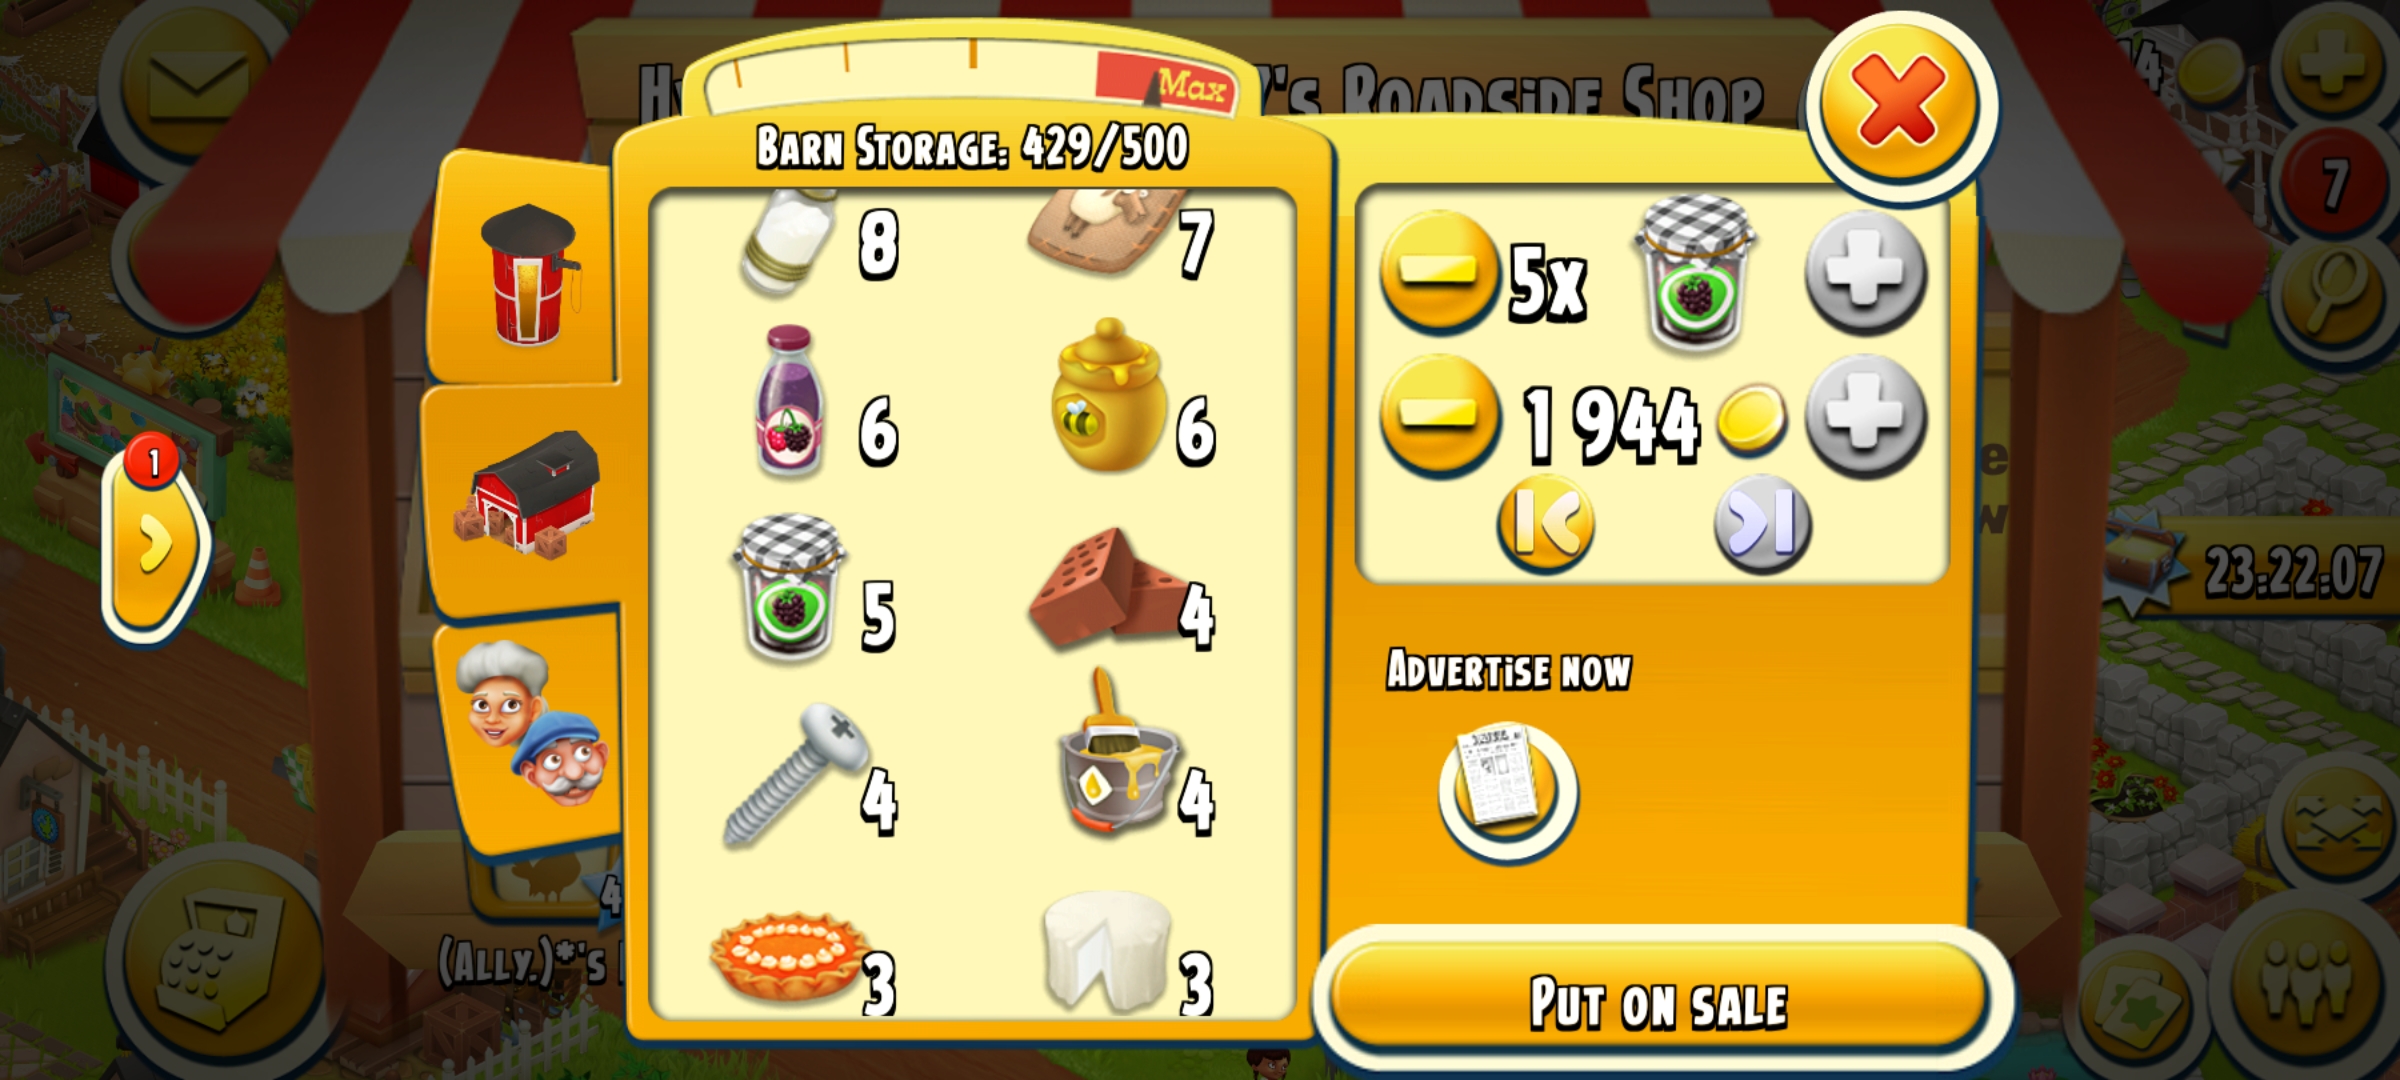 's Roadside Shop
Max
Barn Storage: 429/500
8
7
5x
6
6
1 944
1
5
4
7
23:22:07
Advertise now
4
4
3
3
4
(Ally.)*'s
Put on sale